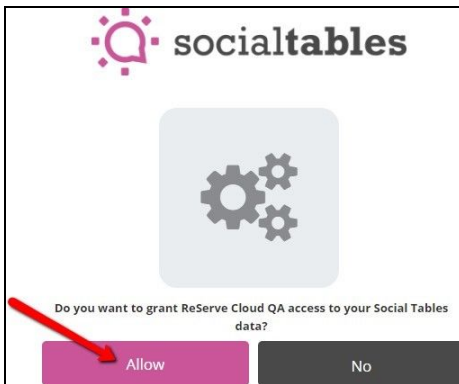 socialtables
Do you want to grant ReServe Cloud QA access to your Social Tables
data?
Allow
No